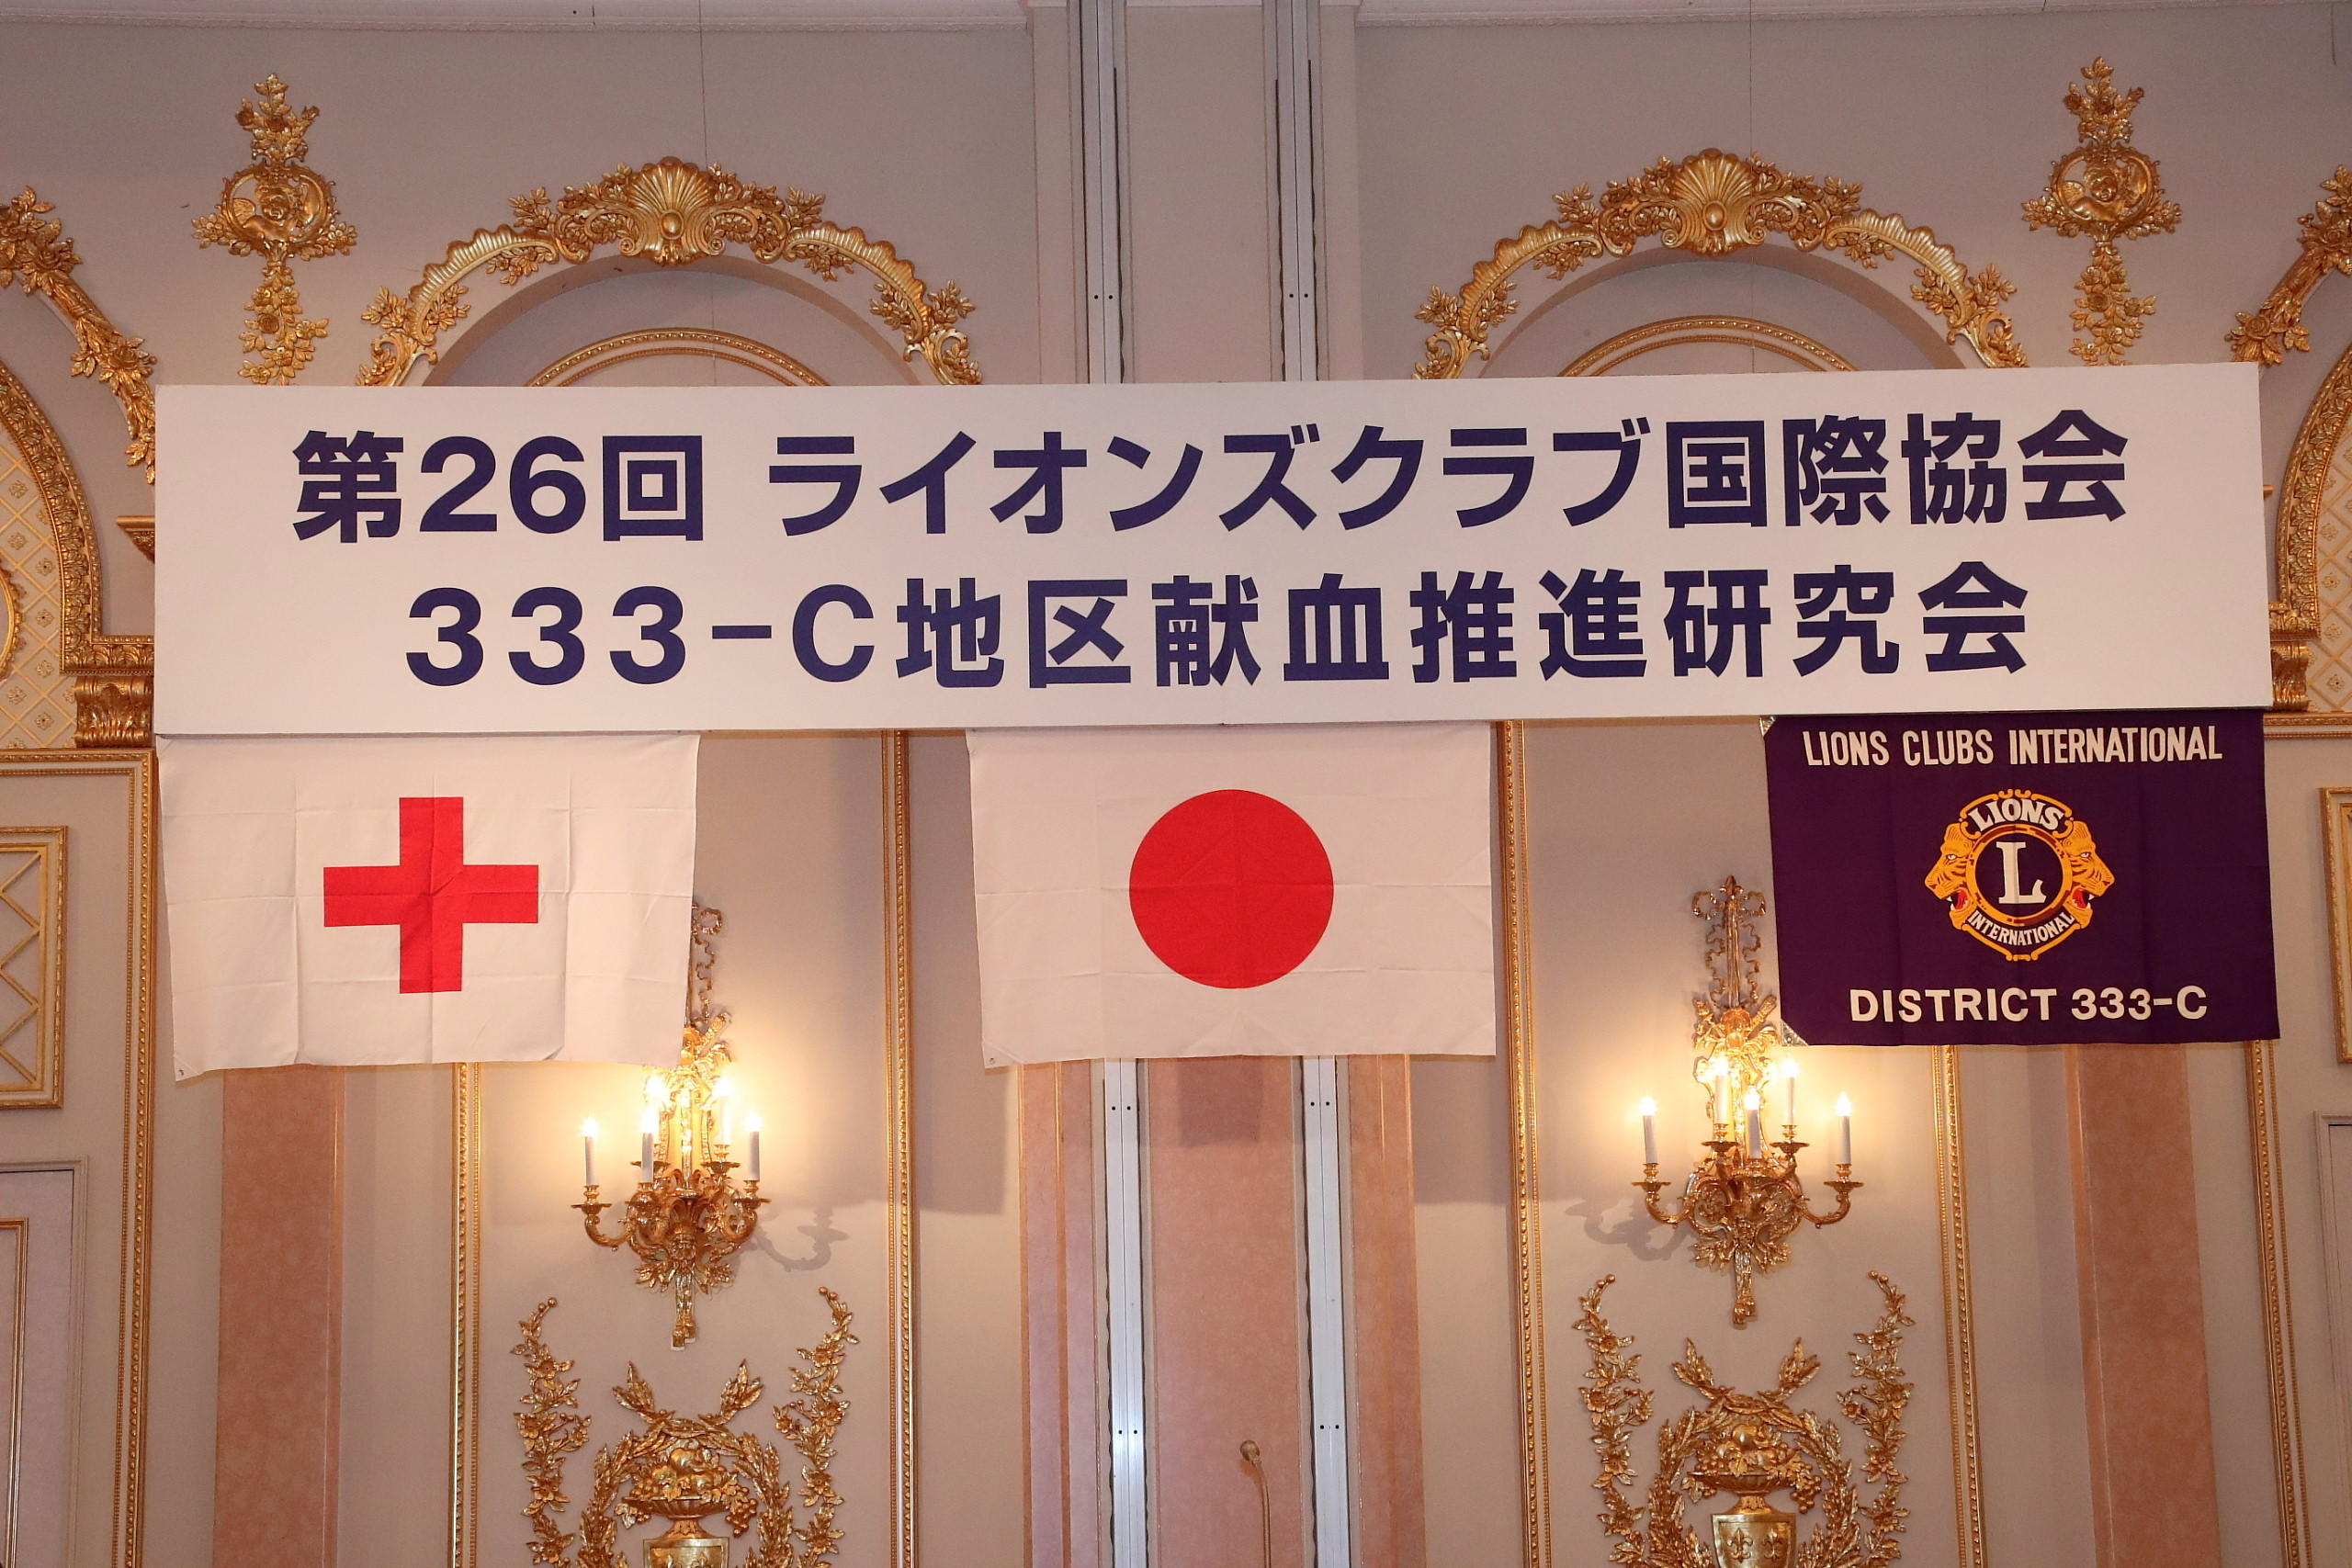 第26回 ライオンズクラブ国際協会
333-C地区献血推進研究会
LIONS CLUBS INTERNATIONAL
LIONS
L
INTERNATIONAL
DISTRICT 333-C